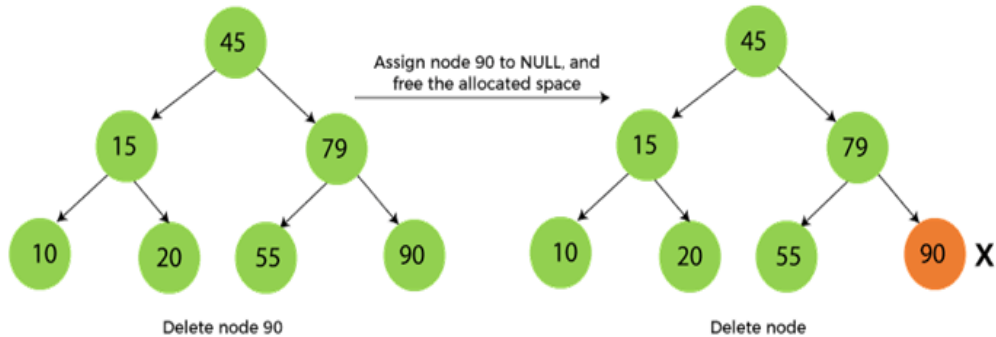 45
45
Assign node 90 to NULL, and
free the allocated space
15
79
15
79
10
20
55
90
10
20
55
90
X
Delete node 90
Delete node